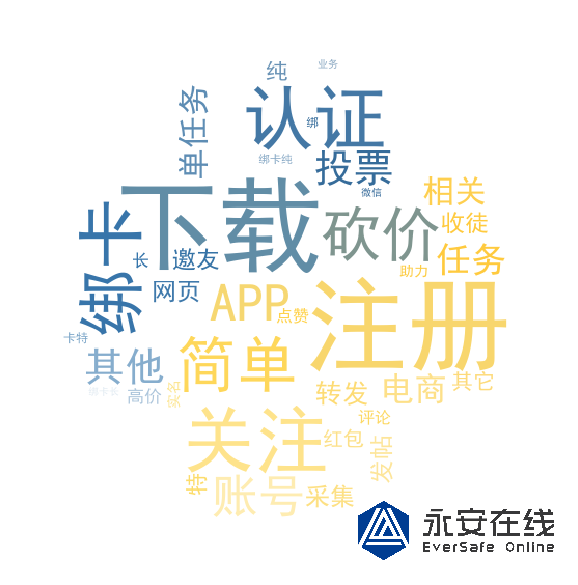 纯
业务
认证
绑
单任务
绑卡纯
投票
微信
下载
相关
绑卡
砍价
收徒
长
邀友
任务
助力
网页
APP
点赞
注册
卡特
其他
简单
绑卡长
高价
实名
转发
电商
其它
关注
评论
红包
发帖
特
账号
采集
永安在线
EverSafe Online